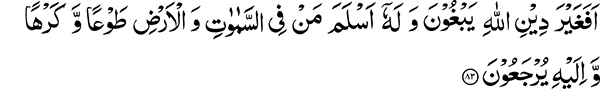 اَفَغَيْرَ دِيْنِ اللّٰهِ يَبْغُوْنَ وَ لَهٗۤ اَسْلَمَ مَنْ فِی السَّمٰوٰتِ وَ الْاَرْضِ طَوْعًا وَّ كَرْهًا
وَّ اِلَيْهِ يُرْجَعُوْنَ ۝۸۳